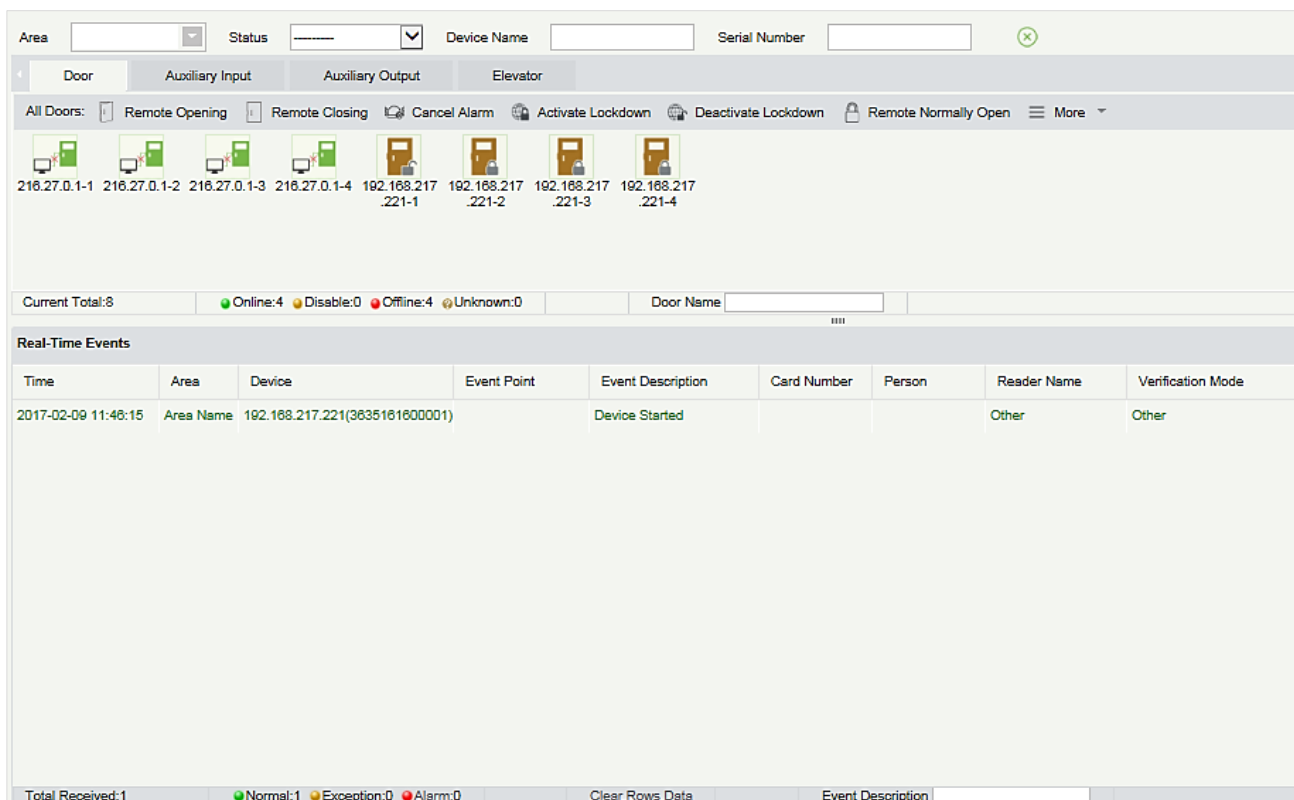 Area Status ---------- Device Name Serial Number
Door Auxiliary Input Auxiliary Output Elevator
All Doors: Remote Opening Remote Closing Cancel Alarm Activate Lockdown Deactivate Lockdown Remote Normally Open More
216.27.0.1-1 216.27.0.1-2 216.27.0.1-3 216.27.0.1-4 192.168.217 192.168.217 192.168.217 192.168.217
.221-1 .221-2 .221-3 .221-4
Current Total:8 Online:4 Disable:0 Offline:4 Unknown:0 Door Name
Real-Time Events
Time Area Device Event Point Event Description Card Number Person Reader Name Verification Mode
2017-02-09 11:46:15 Area Name 192.168.217.221(3635161600001) Device Started Other Other
Total Received:1 Normal:1 Exception:0 Alarm:0 Clear Rows Data Event Description